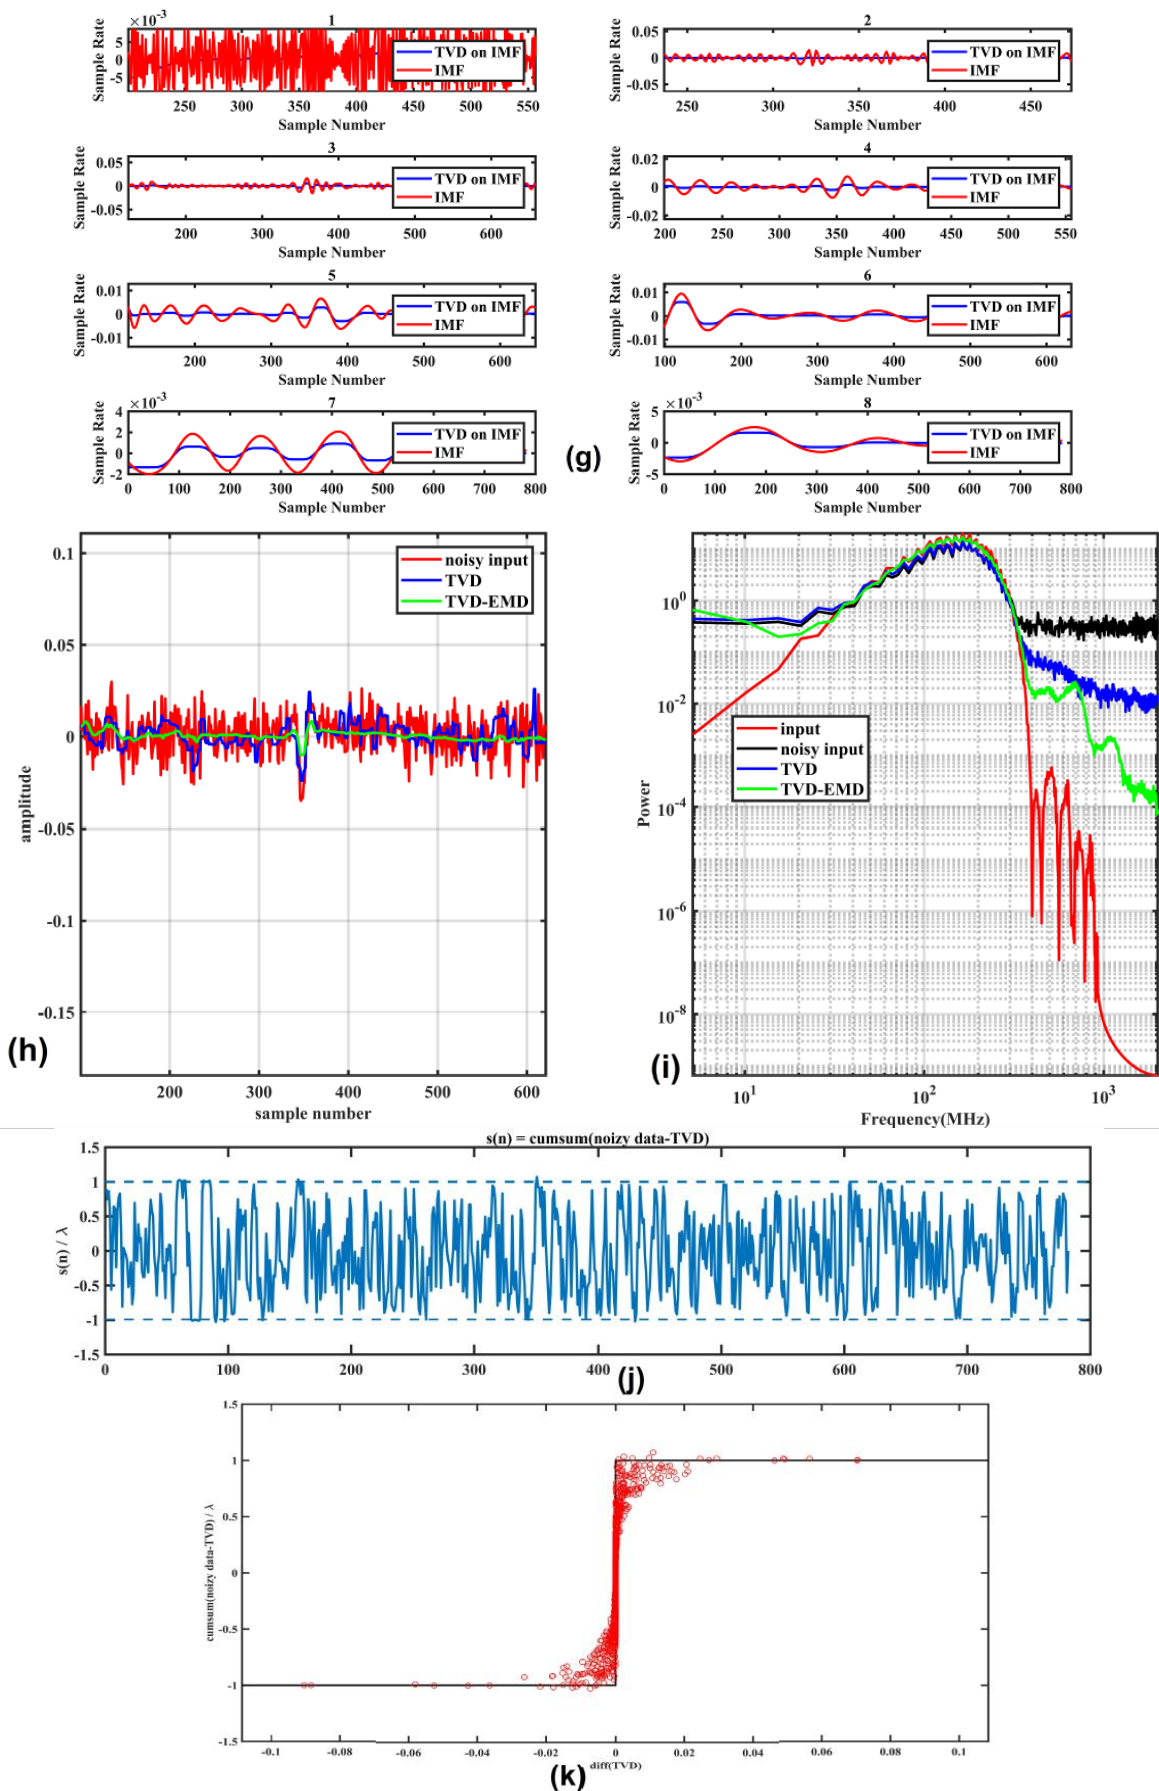 1
×10⁻³
Sample Rate
5
0
-5
TVD on IMF
IMF
250 300 350 400 450 500 550
Sample Number
2
Sample Rate
0.05
0
-0.05
TVD on IMF
IMF
250 300 350 400 450
Sample Number
3
Sample Rate
0.05
0
-0.05
TVD on IMF
IMF
200 300 400 500 600
Sample Number
4
Sample Rate
0.02
0
-0.02
TVD on IMF
IMF
200 250 300 350 400 450 500 550
Sample Number
5
Sample Rate
0.01
0
-0.01
TVD on IMF
IMF
200 300 400 500 600
Sample Number
6
Sample Rate
0.01
0
-0.01
TVD on IMF
IMF
100 200 300 400 500 600
Sample Number
7
×10⁻³
Sample Rate
4
2
0
-2
TVD on IMF
IMF
0 100 200 300 400 500 600 700 800
Sample Number
(g)
8
×10⁻³
Sample Rate
5
0
-5
TVD on IMF
IMF
0 100 200 300 400 500 600 700 800
Sample Number
0.1
0.05
0
-0.05
-0.1
-0.15
amplitude
noisy input
TVD
TVD-EMD
200 300 400 500 600
sample number
(h)
10⁰
10⁻²
10⁻⁴
10⁻⁶
10⁻⁸
Power
input
noisy input
TVD
TVD-EMD
10¹ 10² 10³
Frequency(MHz)
(i)
s(n) = cumsum(noizy data-TVD)
1.5
1
0.5
0
-0.5
-1
-1.5
s(n) / λ
0 100 200 300 400 500 600 700 800
(j)
1.5
1
0.5
0
-0.5
-1
-1.5
cumsum(noizy data-TVD) / λ
-0.1 -0.08 -0.06 -0.04 -0.02 0 0.02 0.04 0.06 0.08 0.1
diff(TVD)
(k)